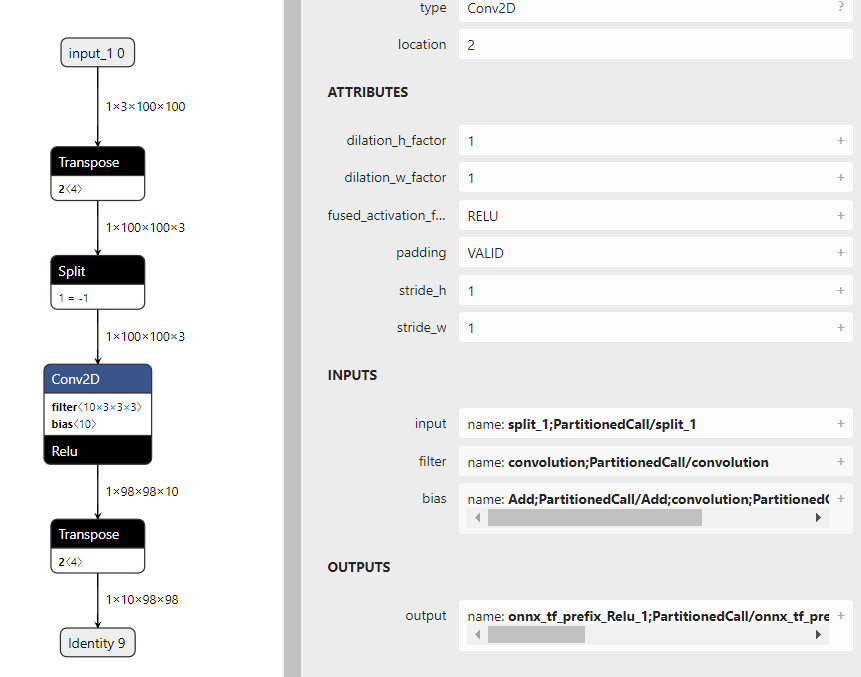 input_1 0
1×3×100×100
Transpose
2⟨4⟩
1×100×100×3
Split
1 = -1
1×100×100×3
Conv2D
filter⟨10×3×3×3⟩
bias⟨10⟩
Relu
1×98×98×10
Transpose
2⟨4⟩
1×10×98×98
Identity 9
type Conv2D ?
location 2
ATTRIBUTES
dilation_h_factor 1 +
dilation_w_factor 1 +
fused_activation_f... RELU +
padding VALID +
stride_h 1 +
stride_w 1 +
INPUTS
input name: split_1;PartitionedCall/split_1 +
filter name: convolution;PartitionedCall/convolution +
bias name: Add;PartitionedCall/Add;convolution;Partitioned( +
OUTPUTS
output name: onnx_tf_prefix_Relu_1;PartitionedCall/onnx_tf_pre +